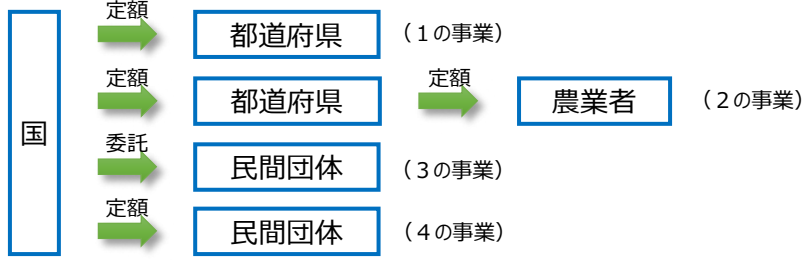 国
定額
都道府県
（１の事業）
定額
都道府県
定額
農業者
（２の事業）
委託
民間団体
（３の事業）
定額
民間団体
（４の事業）